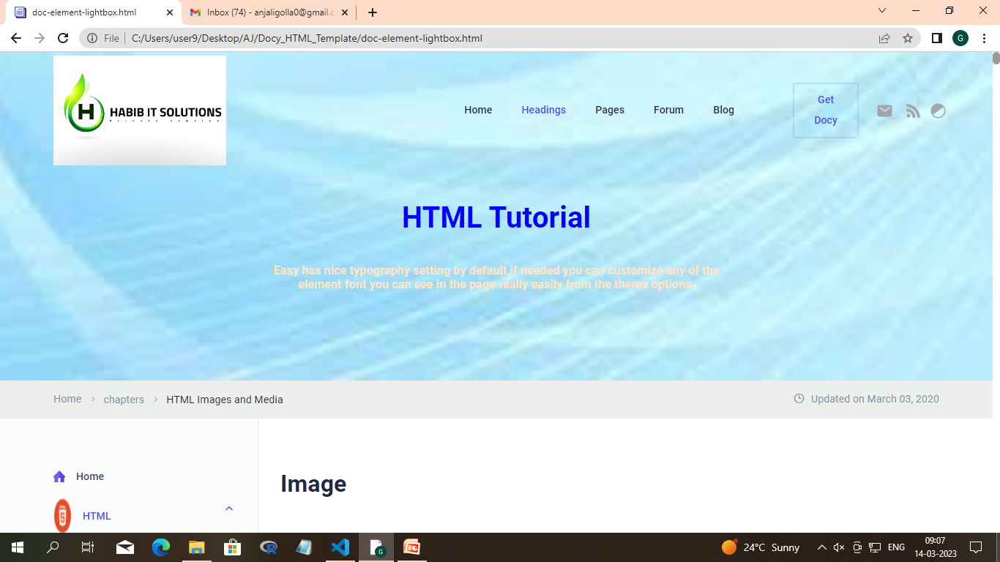 doc-element-lightbox.html
Inbox (74) - anjaligolla0@gmail.c
File
C:/Users/user9/Desktop/AJ/Docy_HTML_Template/doc-element-lightbox.html
G
H
HABIB IT SOLUTIONS
Home
Headings
Pages
Forum
Blog
Get
Docy
HTML Tutorial
Easy has nice typography setting by default,if needed you can customize any of the
element font you can see in the page really easily from the theme options.
Home
chapters
HTML Images and Media
Updated on March 03, 2020
Home
Image
5
HTML
R
G
24°C Sunny
ENG
09:07
14-03-2023